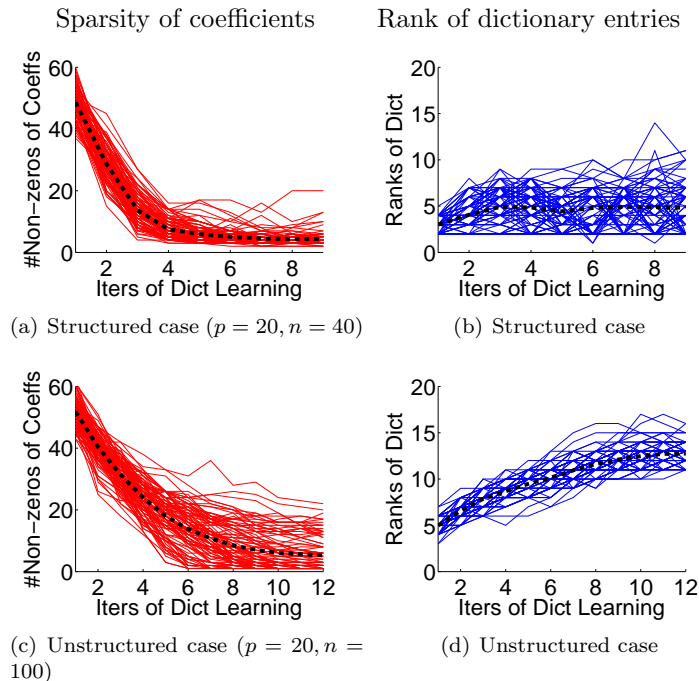 Sparsity of coefficients
Rank of dictionary entries
#Non-zeros of Coeffs
60
40
20
0
2 4 6 8
Iters of Dict Learning
(a) Structured case (p = 20, n = 40)
Ranks of Dict
20
15
10
5
0
2 4 6 8
Iters of Dict Learning
(b) Structured case
#Non-zeros of Coeffs
60
40
20
0
2 4 6 8 10 12
Iters of Dict Learning
(c) Unstructured case (p = 20, n =
100)
Ranks of Dict
20
15
10
5
0
2 4 6 8 10 12
Iters of Dict Learning
(d) Unstructured case